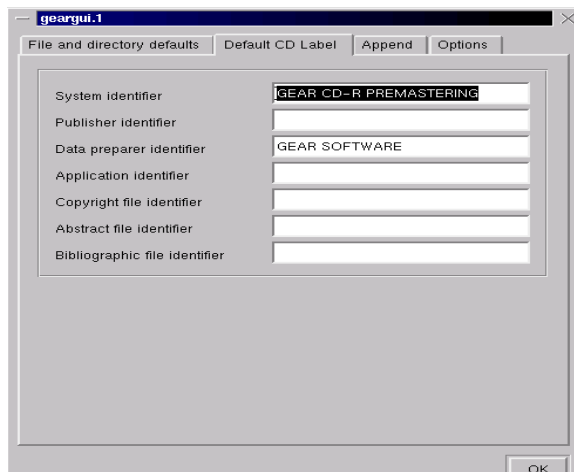 geargui.1
File and directory defaults Default CD Label Append Options
System identifier GEAR CD-R PREMASTERING
Publisher identifier
Data preparer identifier GEAR SOFTWARE
Application identifier
Copyright file identifier
Abstract file identifier
Bibliographic file identifier
OK